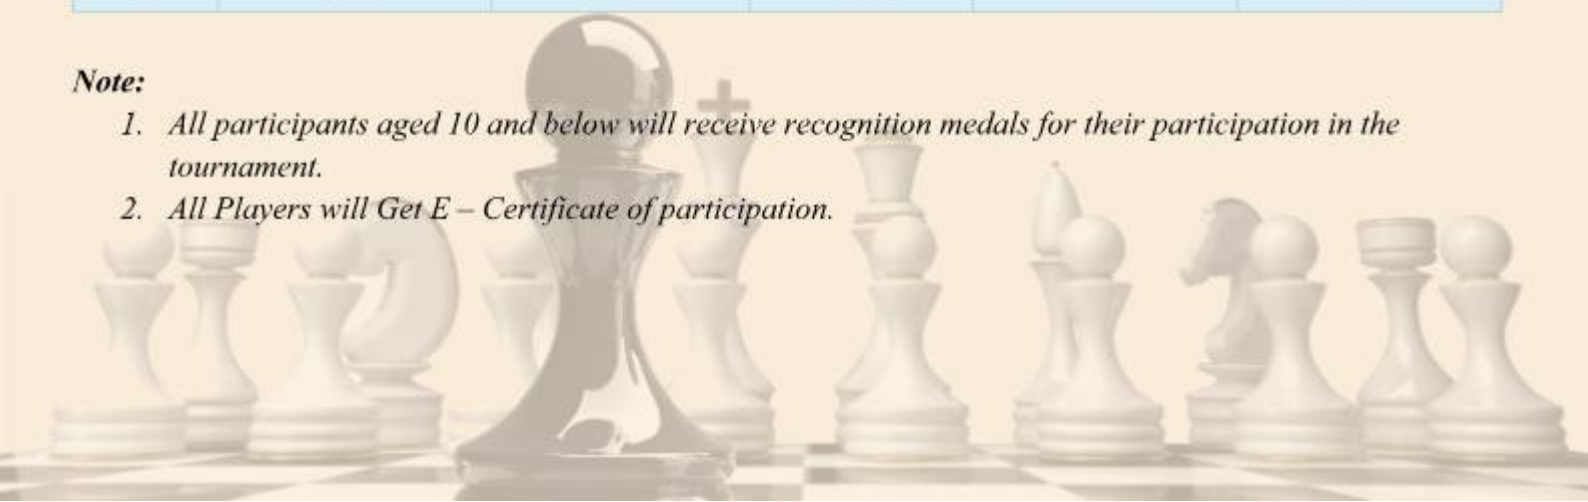 Note:
1. All participants aged 10 and below will receive recognition medals for their participation in the
tournament.
2. All Players will Get E – Certificate of participation.